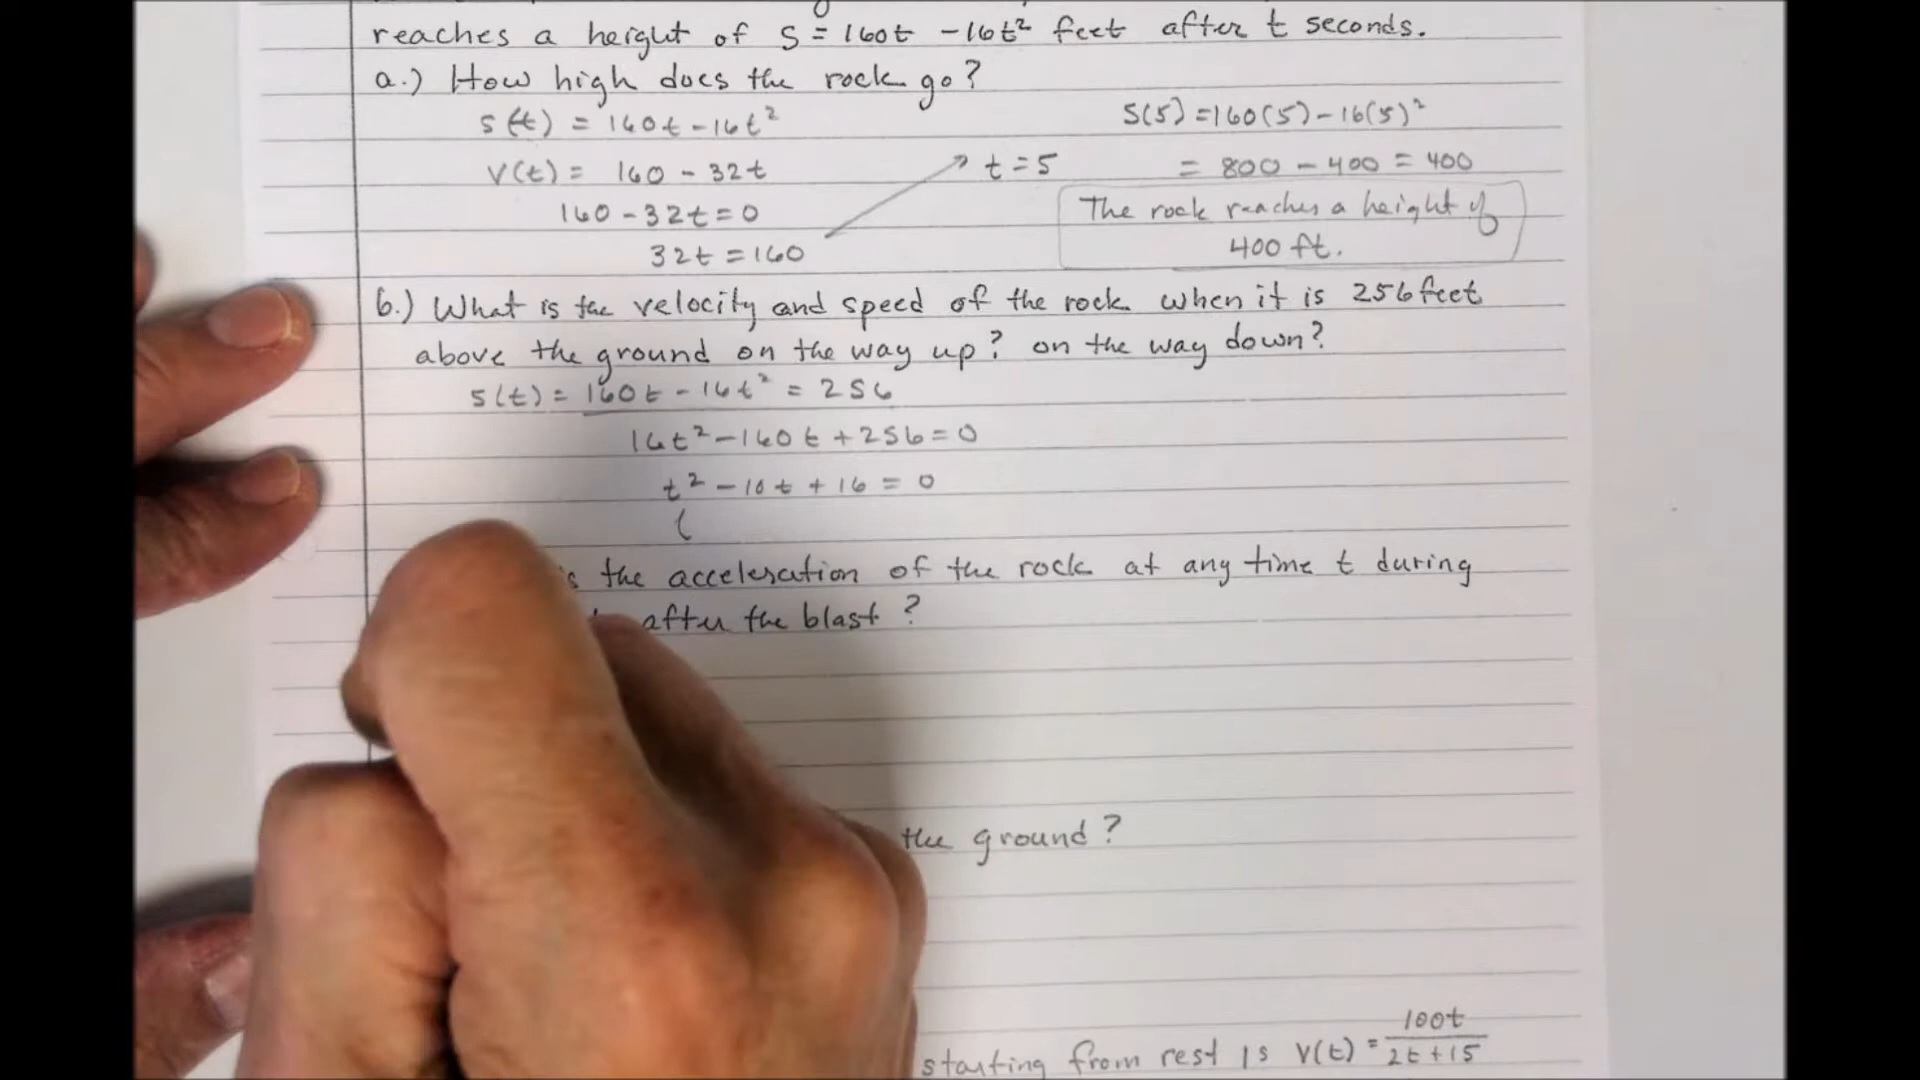 reaches a height of S = 160t - 16t² feet after t seconds.
a.) How high does the rock go?
s(t) = 160t - 16t²
S(5) = 160(5) - 16(5)²
v(t) = 160 - 32t
t = 5
= 800 - 400 = 400
160 - 32t = 0
The rock reaches a height of
32t = 160
400 ft.
b.) What is the velocity and speed of the rock when it is 256 feet
above the ground on the way up? on the way down?
s(t) = 160t - 16t² = 256
16t² - 160t + 256 = 0
t² - 10t + 16 = 0
(
the acceleration of the rock at any time t during
after the blast?
the ground?
starting from rest is v(t) = 100t / 2t + 15